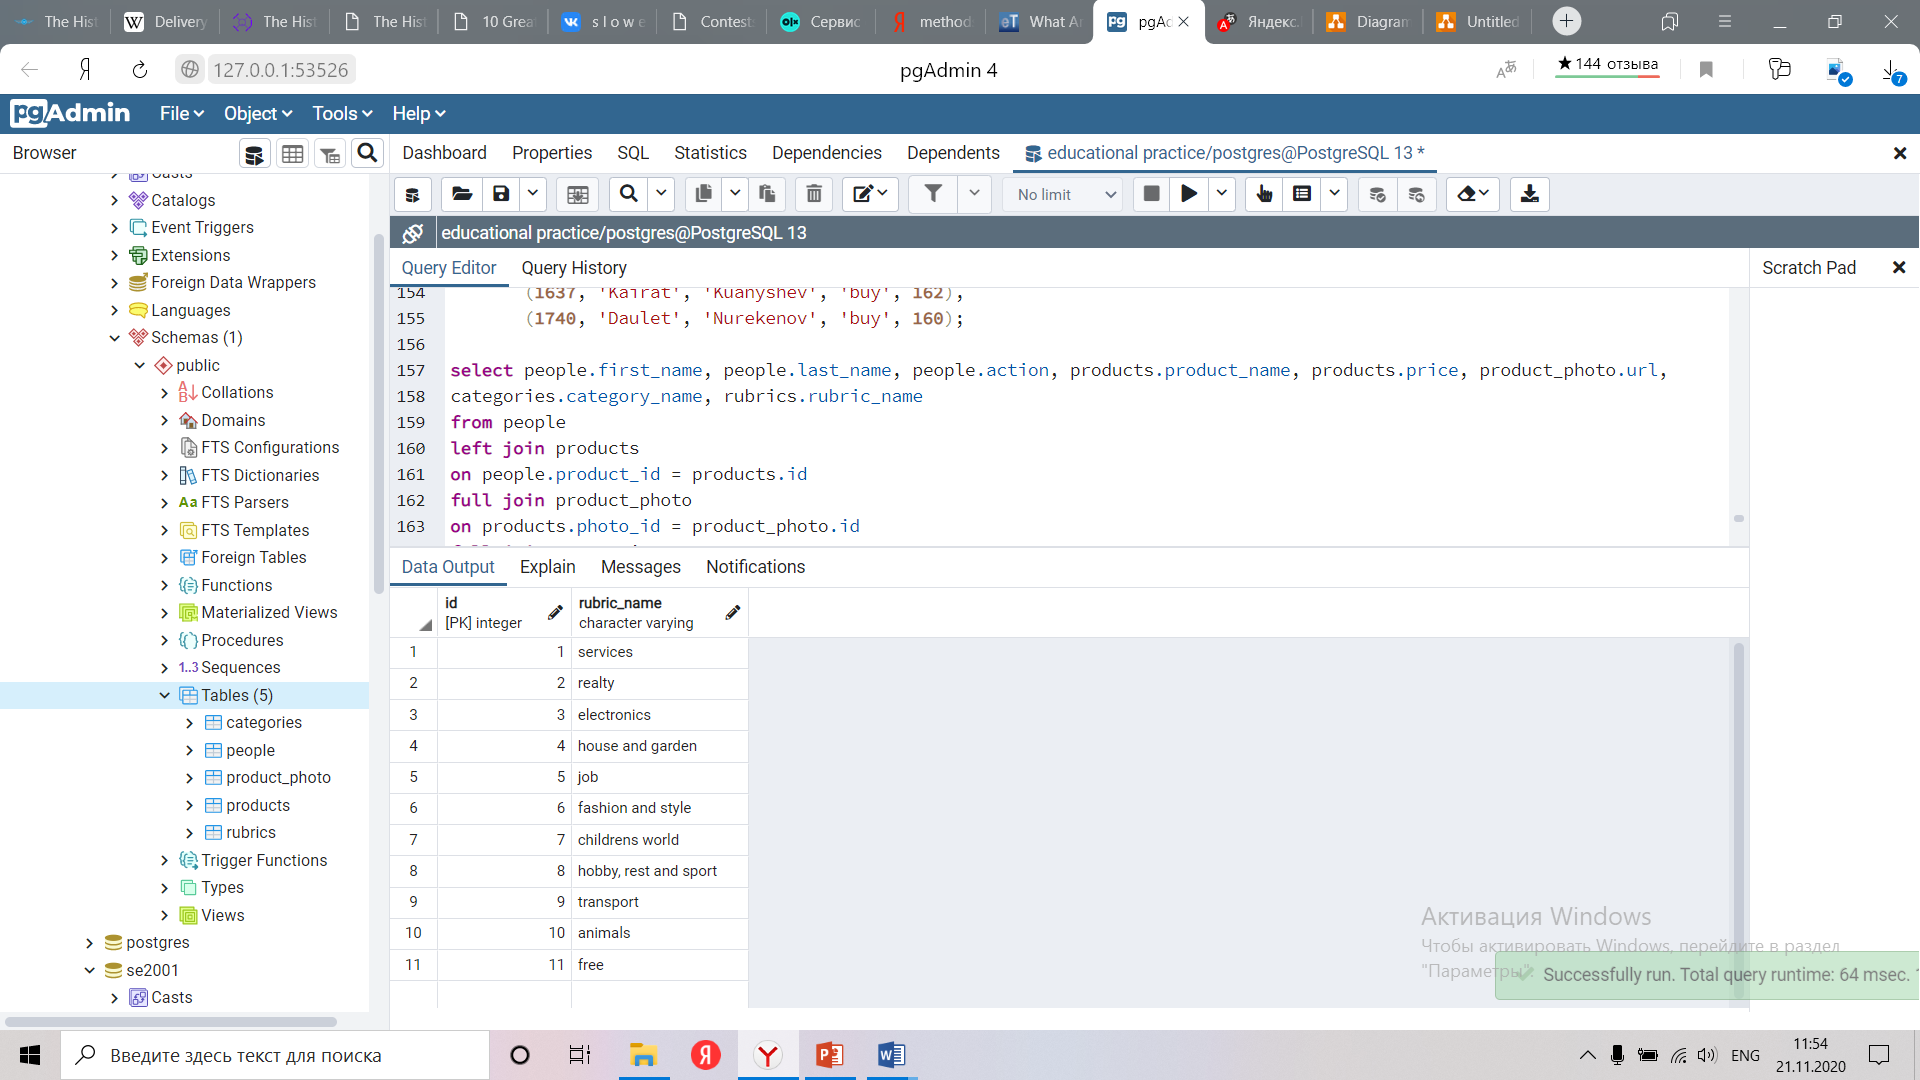 The Hist
Delivery
The Hist
The Hist
10 Grea
s l o w e
Contest
Сервис
method.
What Ar
pgAd
Яндекс.
Diagram
Untitled
127.0.0.1:53526
pgAdmin 4
★144 отзыва
7
pgAdmin
File
Object
Tools
Help
Browser
Dashboard
Properties
SQL
Statistics
Dependencies
Dependents
educational practice/postgres@PostgreSQL 13 *
No limit
educational practice/postgres@PostgreSQL 13
Query Editor
Query History
Scratch Pad
Casts
Catalogs
Event Triggers
Extensions
Foreign Data Wrappers
Languages
Schemas (1)
public
Collations
Domains
FTS Configurations
FTS Dictionaries
FTS Parsers
FTS Templates
Foreign Tables
Functions
Materialized Views
Procedures
Sequences
Tables (5)
categories
people
product_photo
products
rubrics
Trigger Functions
Types
Views
postgres
se2001
Casts
154 (1637, 'Kairat', 'Kuanyshev', 'buy', 162),
155 (1740, 'Daulet', 'Nurekenov', 'buy', 160);
156
157 select people.first_name, people.last_name, people.action, products.product_name, products.price, product_photo.url,
158 categories.category_name, rubrics.rubric_name
159 from people
160 left join products
161 on people.product_id = products.id
162 full join product_photo
163 on products.photo_id = product_photo.id
Data Output
Explain
Messages
Notifications
id
[PK] integer
rubric_name
character varying
1 1 services
2 2 realty
3 3 electronics
4 4 house and garden
5 5 job
6 6 fashion and style
7 7 childrens world
8 8 hobby, rest and sport
9 9 transport
10 10 animals
11 11 free
Активация Windows
Чтобы активировать Windows, перейдите в раздел
"Параметры".
Successfully run. Total query runtime: 64 msec.
Введите здесь текст для поиска
ENG
11:54
21.11.2020